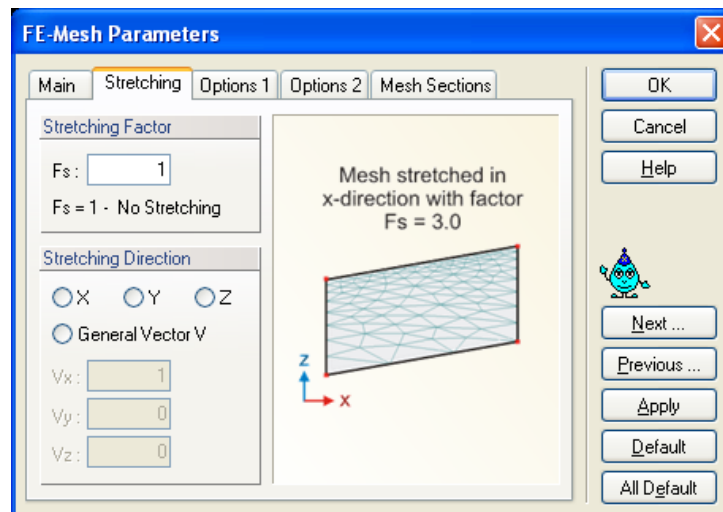 FE-Mesh Parameters
Main
Stretching
Options 1
Options 2
Mesh Sections
Stretching Factor
Fs : 1
Fs = 1 - No Stretching
Stretching Direction
X Y Z
General Vector V
Vx : 1
Vy : 0
Vz : 0
Mesh stretched in
x-direction with factor
Fs = 3.0
z
x
OK
Cancel
Help
Next ...
Previous ...
Apply
Default
All Default